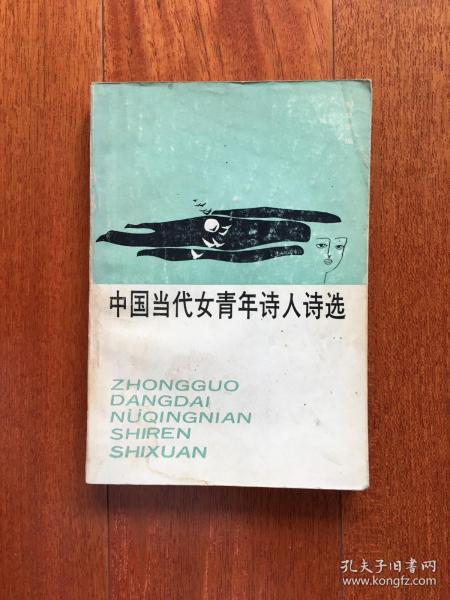 中国当代女青年诗人诗选
ZHONGGUO
DANGDAI
NÜQINGNIAN
SHIREN
SHIXUAN
孔夫子旧书网
www.kongfz.com